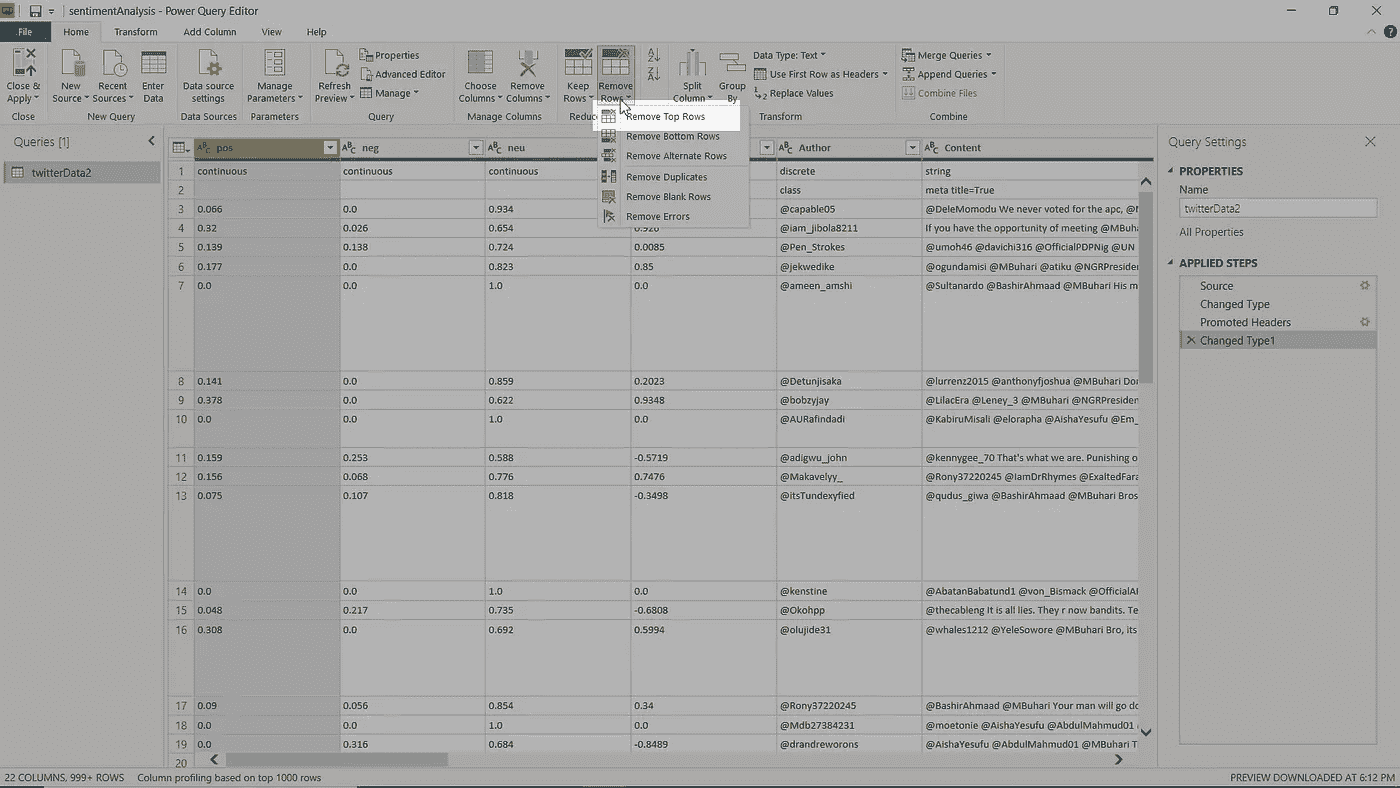 sentimentAnalysis - Power Query Editor
File Home Transform Add Column View Help
Close & Apply
New Source
Recent Sources
Enter Data
Data source settings
Manage Parameters
Refresh Preview
Properties
Advanced Editor
Manage
Choose Columns
Remove Columns
Keep Rows
Remove Rows
Split Column
Group By
Data Type: Text
Use First Row as Headers
Replace Values
Merge Queries
Append Queries
Combine Files
Close New Query Data Sources Parameters Query Manage Columns Transform Combine
Remove Top Rows
Remove Bottom Rows
Remove Alternate Rows
Remove Duplicates
Remove Blank Rows
Remove Errors
Queries [1]
twitterData2
pos neg neu Author Content
1 continuous continuous continuous discrete string
2 class meta title=True
3 0.066 0.0 0.934 @capable05 @DeleMomodu We never voted for the apc,
4 0.32 0.026 0.654 0.926 @iam_jibola8211 If you have the opportunity of meeting
5 0.139 0.138 0.724 0.0085 @Pen_Strokes @umoh46 @davichi316 @OfficialPDPNig @UN
6 0.177 0.0 0.823 0.85 @jekwedike @ogundamisi @MBuhari @atiku
7 0.0 0.0 1.0 0.0 @ameen_amshi @Sultanardo @BashirAhmaad @MBuhari His
8 0.141 0.0 0.859 0.2023 @Detunjisaka @lurrenz2015 @anthonyfjoshua @MBuhari
9 0.378 0.0 0.622 0.9348 @bobzyjay @LilacEra @Leney_3 @MBuhari
10 0.0 0.0 1.0 0.0 @AURafindadi @KabiruMisali @elorapha @AishaYesufu
11 0.159 0.253 0.588 -0.5719 @adigwu_john @kennygee_70 That's what we are. Punishing
12 0.156 0.068 0.776 0.7476 @Makavelyy_ @Rony37220245 @IamDrRhymes
13 0.075 0.107 0.818 -0.3498 @itsTundexyfied @qudus_giwa @BashirAhmaad @MBuhari Bros
14 0.0 0.0 1.0 0.0 @kenstine @AbatanBabatund1 @von_Bismack
15 0.048 0.217 0.735 -0.6808 @Okohpp @thecableng It is all lies. They r now bandits.
16 0.308 0.0 0.692 0.5994 @olujide31 @whales1212 @YeleSowore @MBuhari Bro, its
17 0.09 0.056 0.854 0.34 @Rony37220245 @BashirAhmaad @MBuhari Your man will go
18 0.0 0.0 1.0 0.0 @Mdb27384231 @moetonie @AishaYesufu @AbdulMahmud01
19 0.0 0.316 0.684 -0.8489 @drandreworons @AishaYesufu @AbdulMahmud01 @MBuhari
20
Query Settings
PROPERTIES
Name
twitterData2
All Properties
APPLIED STEPS
Source
Changed Type
Promoted Headers
Changed Type1
22 COLUMNS, 999+ ROWS Column profiling based on top 1000 rows PREVIEW DOWNLOADED AT 6:12 PM